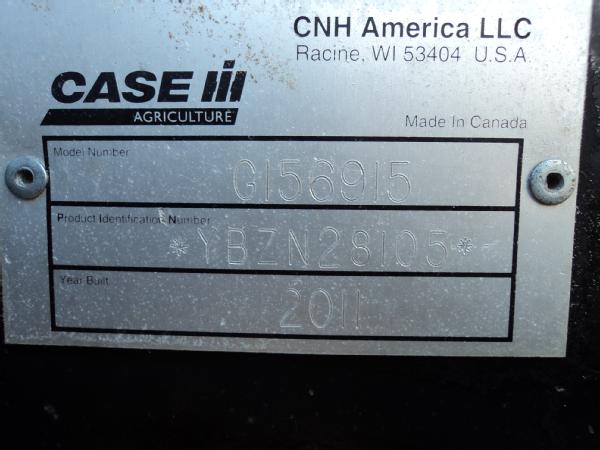 CNH America LLC
Racine, WI 53404 U.S.A.
CASE IH
AGRICULTURE
Made In Canada
Model Number
G156915
Product Identification Number
*YBZN28105*
Year Built
2011